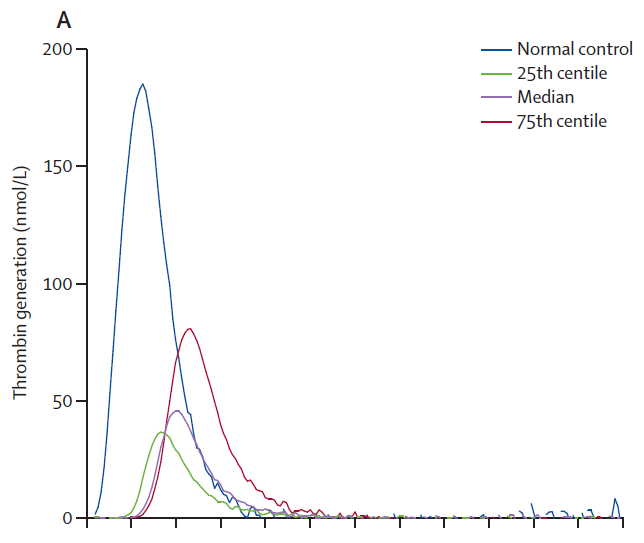 A
200
150
100
50
0
Thrombin generation (nmol/L)
Normal control
25th centile
Median
75th centile